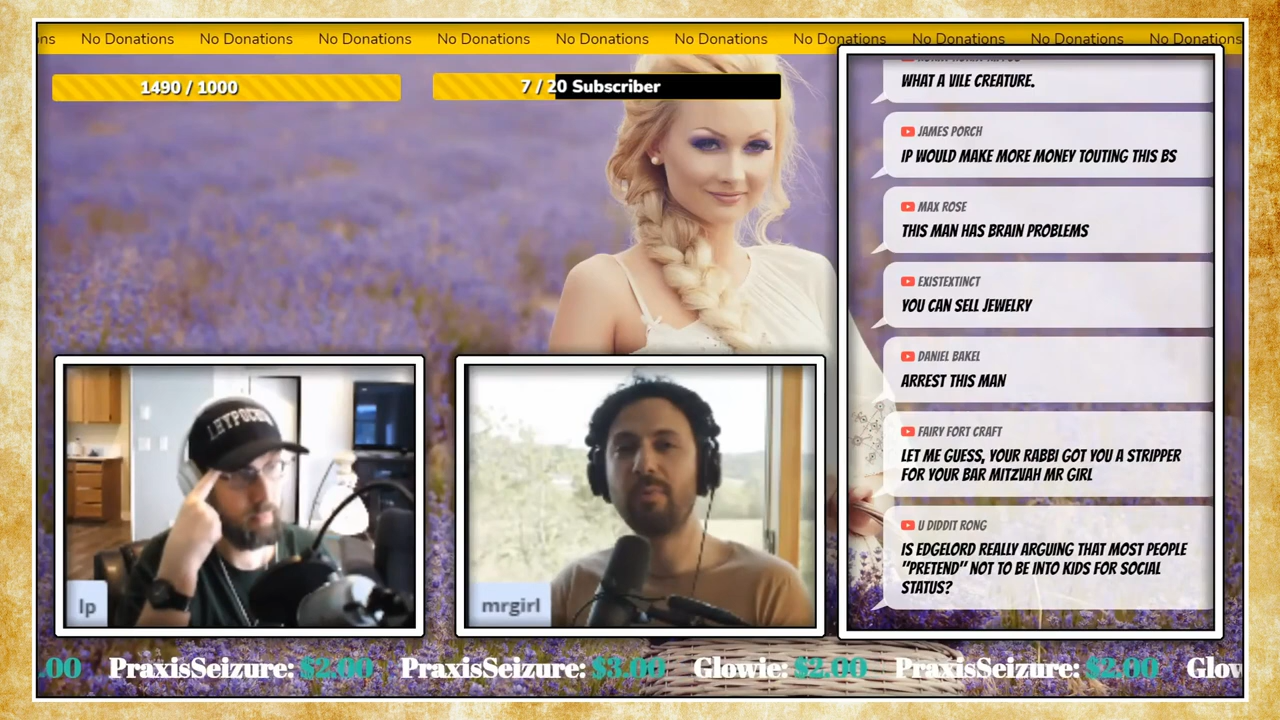 No Donations No Donations No Donations No Donations No Donations No Donations No Donations No Donations No Donations No Donations
1490 / 1000
7 / 20 Subscriber
WHAT A VILE CREATURE.
JAMES PORCH
IP WOULD MAKE MORE MONEY TOUTING THIS BS
MAX ROSE
THIS MAN HAS BRAIN PROBLEMS
EXISTEXTINCT
YOU CAN SELL JEWELRY
DANIEL BAKEL
ARREST THIS MAN
FAIRY FORT CRAFT
LET ME GUESS, YOUR RABBI GOT YOU A STRIPPER
FOR YOUR BAR MITZVAH MR GIRL
U DIDDIT RONG
IS EDGELORD REALLY ARGUING THAT MOST PEOPLE
"PRETEND" NOT TO BE INTO KIDS FOR SOCIAL
STATUS?
lp
mrgirl
.00 PraxisSeizure: $2.00 PraxisSeizure: $3.00 Glowie: $2.00 PraxisSeizure: $2.00 Glow